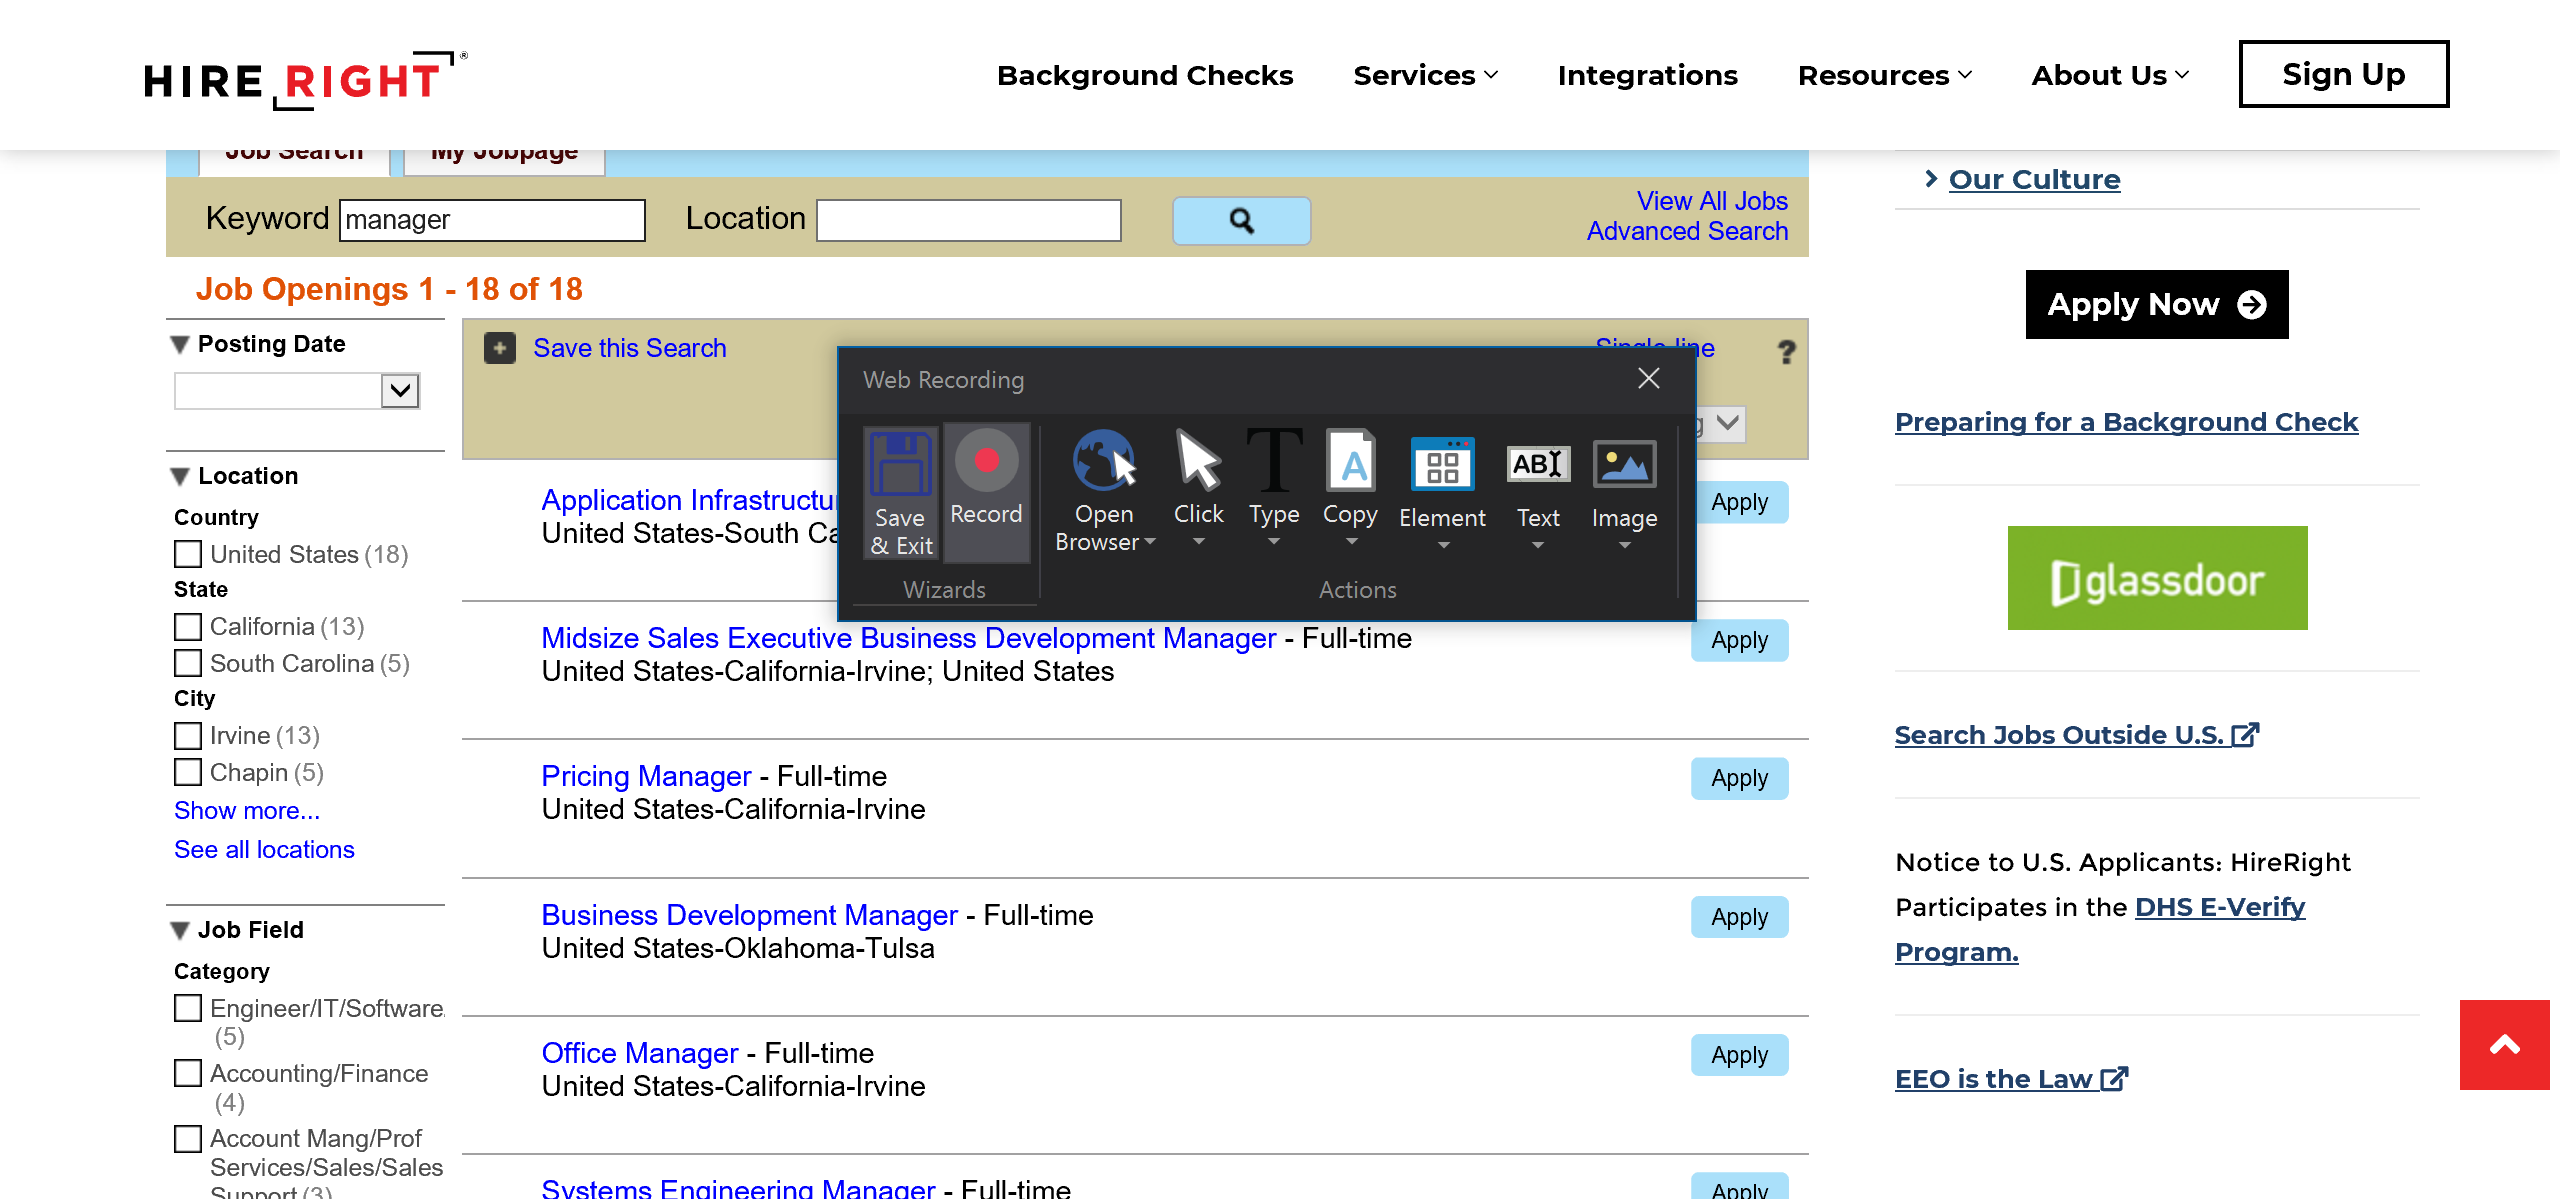 HIRE RIGHT®
Background Checks
Services
Integrations
Resources
About Us
Sign Up
Job Search
My Jobpage
Keyword manager
Location
View All Jobs
Advanced Search
Our Culture
Apply Now
Job Openings 1 - 18 of 18
Posting Date
Location
Country
United States (18)
State
California (13)
South Carolina (5)
City
Irvine (13)
Chapin (5)
Show more...
See all locations
Job Field
Category
Engineer/IT/Software
(5)
Accounting/Finance
(4)
Account Mang/Prof
Services/Sales/Sales
Support (3)
Save this Search
Single line
?
Web Recording
Save
& Exit
Record
Wizards
Open
Browser
Click
Type
Copy
Element
ABI
Text
Image
Actions
Application
United States-South
Apply
Midsize Sales Executive Business Development Manager - Full-time
United States-California-Irvine; United States
Apply
Pricing Manager - Full-time
United States-California-Irvine
Apply
Business Development Manager - Full-time
United States-Oklahoma-Tulsa
Apply
Office Manager - Full-time
United States-California-Irvine
Apply
Systems Engineering Manager - Full-time
Apply
Preparing for a Background Check
glassdoor
Search Jobs Outside U.S.
Notice to U.S. Applicants: HireRight
Participates in the DHS E-Verify
Program.
EEO is the Law